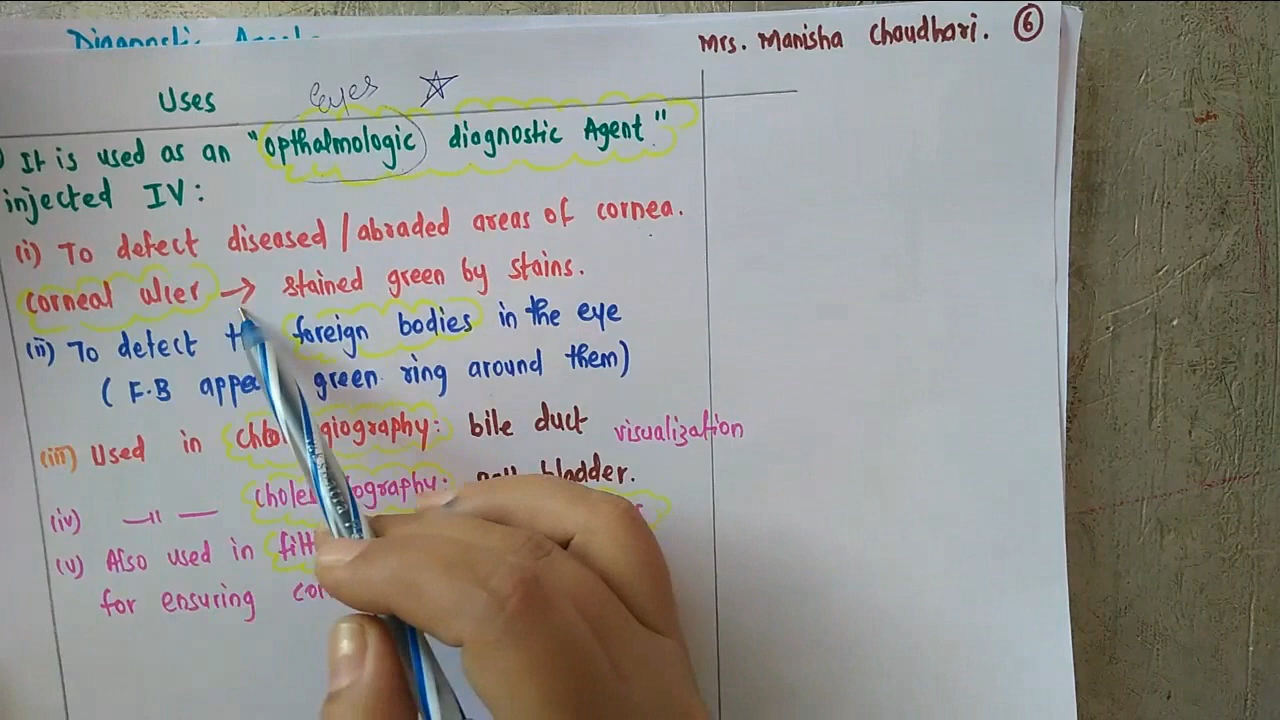 Mrs. Manisha Choudhari. 6
Diagnostic Agents
Uses eyes
It is used as an "opthalmologic diagnostic Agent"
injected IV:
(i) To detect diseased / abraded areas of cornea.
corneal ulcer → stained green by stains.
(ii) To detect foreign bodies in the eye
(F.B green ring around them)
(iii) Used in bile duct visualization
(iv) —"— bladder.
(v) Also used in
for ensuring